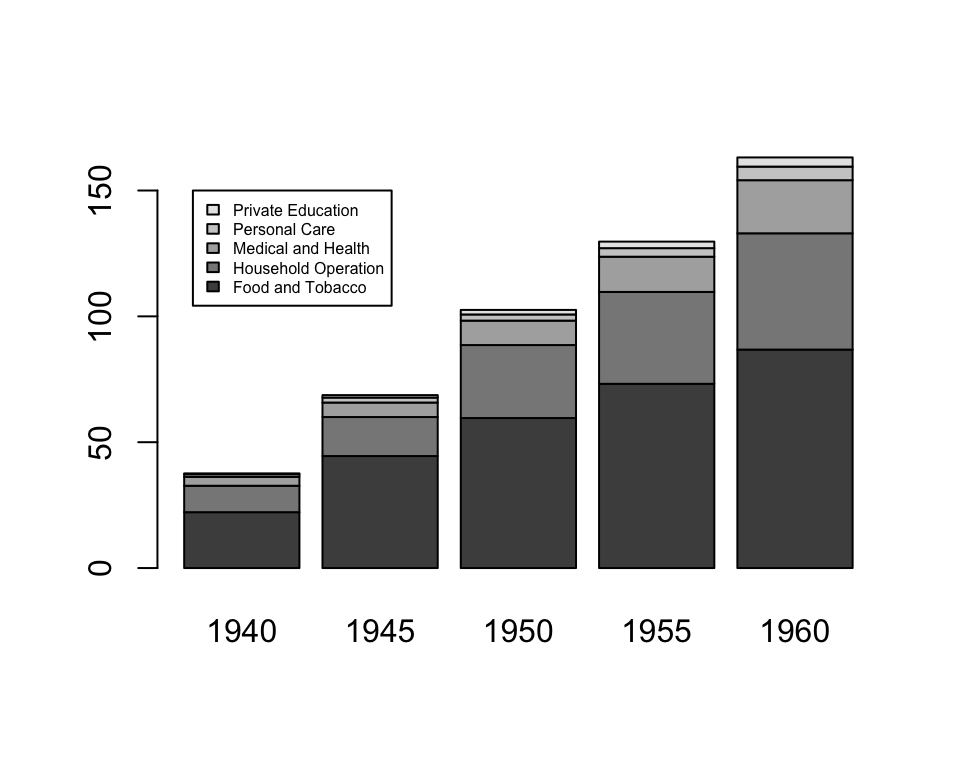 150
100
50
0
Private Education
Personal Care
Medical and Health
Household Operation
Food and Tobacco
1940 1945 1950 1955 1960